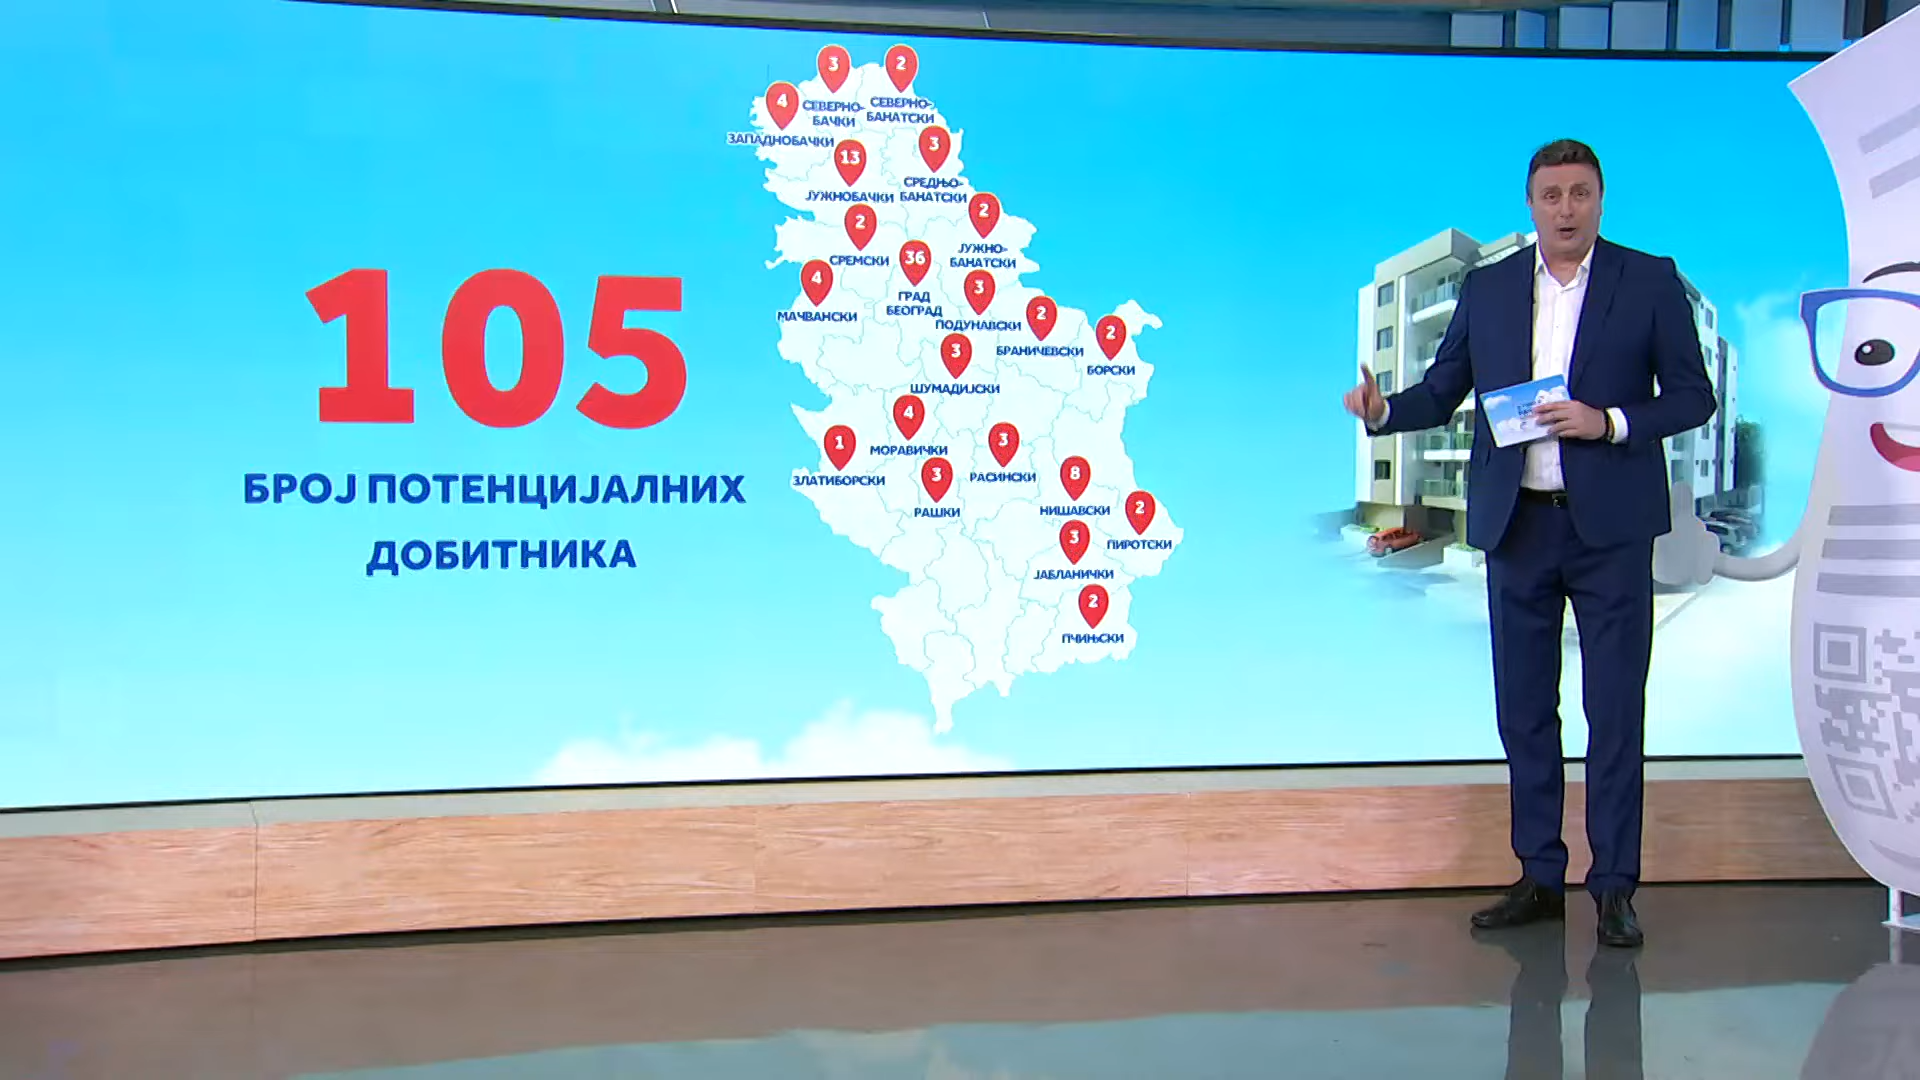 105
БРОЈ ПОТЕНЦИЈАЛНИХ
ДОБИТНИКА
3
СЕВЕРНО-
БАЧКИ
2
СЕВЕРНО-
БАНАТСКИ
4
ЗАПАДНОБАЧКИ
13
ЈУЖНОБАЧКИ
3
СРЕДЊО-
БАНАТСКИ
2
ЈУЖНО-
БАНАТСКИ
2
СРЕМСКИ
36
ГРАД
БЕОГРАД
4
МАЧВАНСКИ
3
ПОДУНАВСКИ
2
БРАНИЧЕВСКИ
2
БОРСКИ
3
ШУМАДИЈСКИ
4
МОРАВИЧКИ
1
ЗЛАТИБОРСКИ
3
РАШКИ
3
РАСИНСКИ
8
НИШАВСКИ
2
ПИРОТСКИ
3
ЈАБЛАНИЧКИ
2
ПЧИЊСКИ